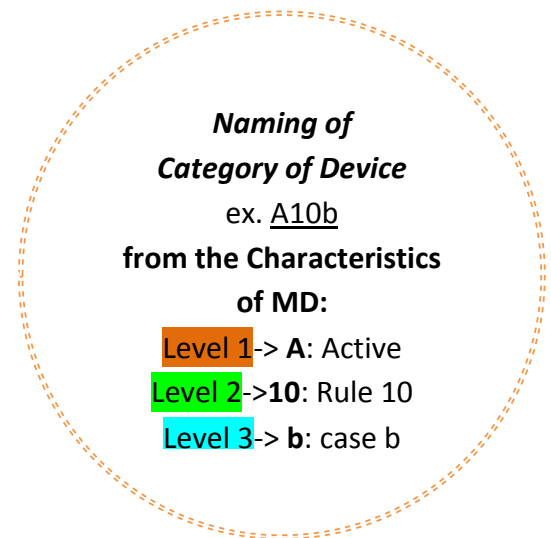 Naming of
Category of Device
ex. A10b
from the Characteristics
of MD:
Level 1-> A: Active
Level 2->10: Rule 10
Level 3-> b: case b